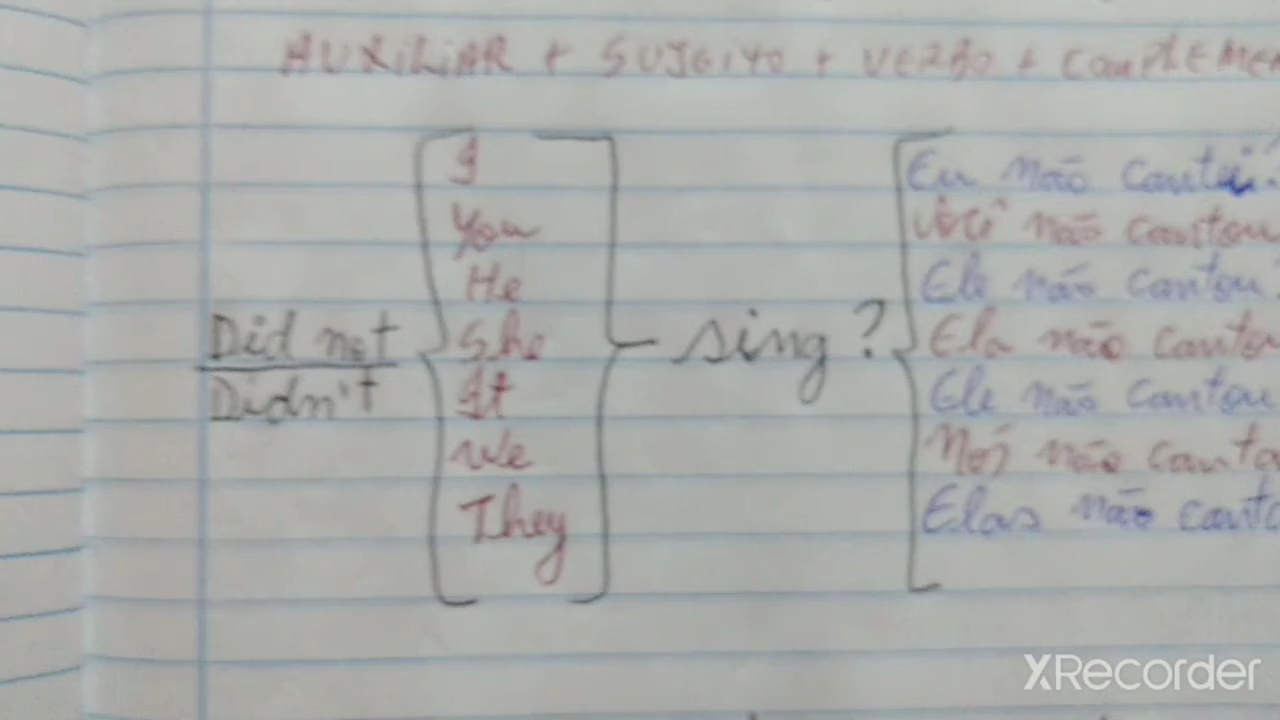 AUXILIAR + SUJEITO + VERBO + COMPLEMEN
Did not
Didn't
I
You
He
She
It
We
They
sing ?
Eu não cantei?
Você não cantou
Ele não cantou?
Ela não cantou
Ele não cantou
Nós não canta
Elas não canta
XRecorder